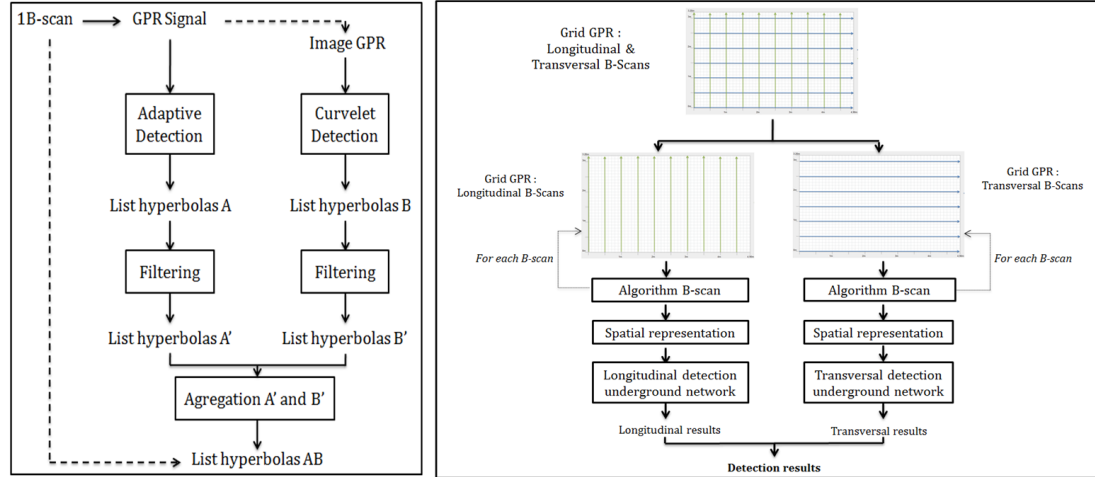 1B-scan
GPR Signal
Image GPR
Adaptive
Detection
Curvelet
Detection
List hyperbolas A
List hyperbolas B
Filtering
Filtering
List hyperbolas A’
List hyperbolas B’
Agregation A’ and B’
List hyperbolas AB
Grid GPR :
Longitudinal &
Transversal B-Scans
Grid GPR :
Longitudinal B-Scans
Grid GPR :
Transversal B-Scans
For each B-scan
For each B-scan
Algorithm B-scan
Algorithm B-scan
Spatial representation
Spatial representation
Longitudinal detection
underground network
Transversal detection
underground network
Longitudinal results
Transversal results
Detection results